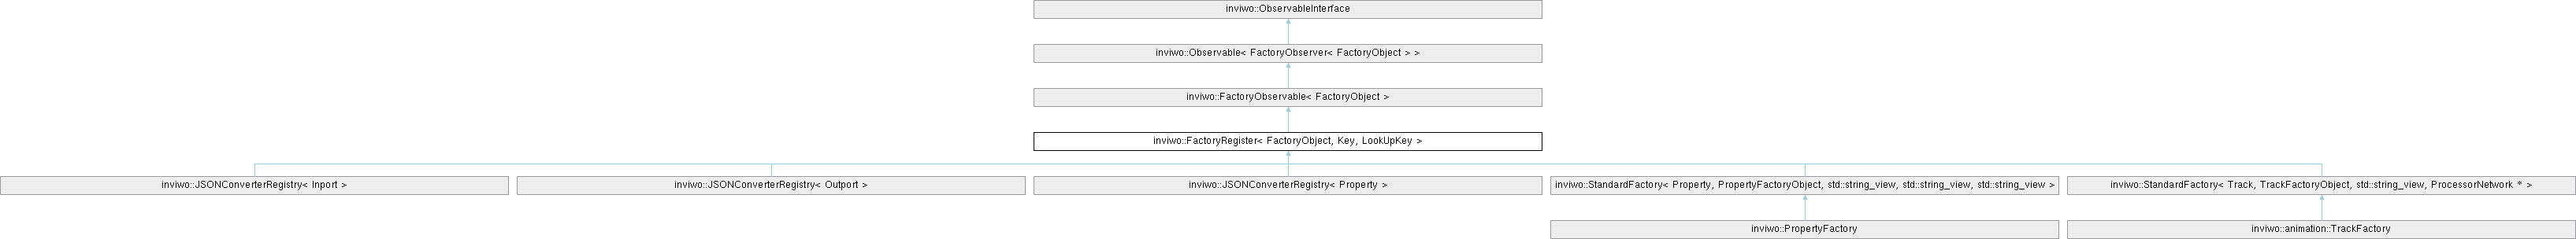 inviwo::ObservableInterface
inviwo::Observable< FactoryObserver< FactoryObject > >
inviwo::FactoryObservable< FactoryObject >
inviwo::FactoryRegister< FactoryObject, Key, LookUpKey >
inviwo::JSONConverterRegistry< Inport >
inviwo::JSONConverterRegistry< Outport >
inviwo::JSONConverterRegistry< Property >
inviwo::StandardFactory< Property, PropertyFactoryObject, std::string_view, std::string_view, std::string_view >
inviwo::StandardFactory< Track, TrackFactoryObject, std::string_view, ProcessorNetwork * >
inviwo::PropertyFactory
inviwo::animation::TrackFactory